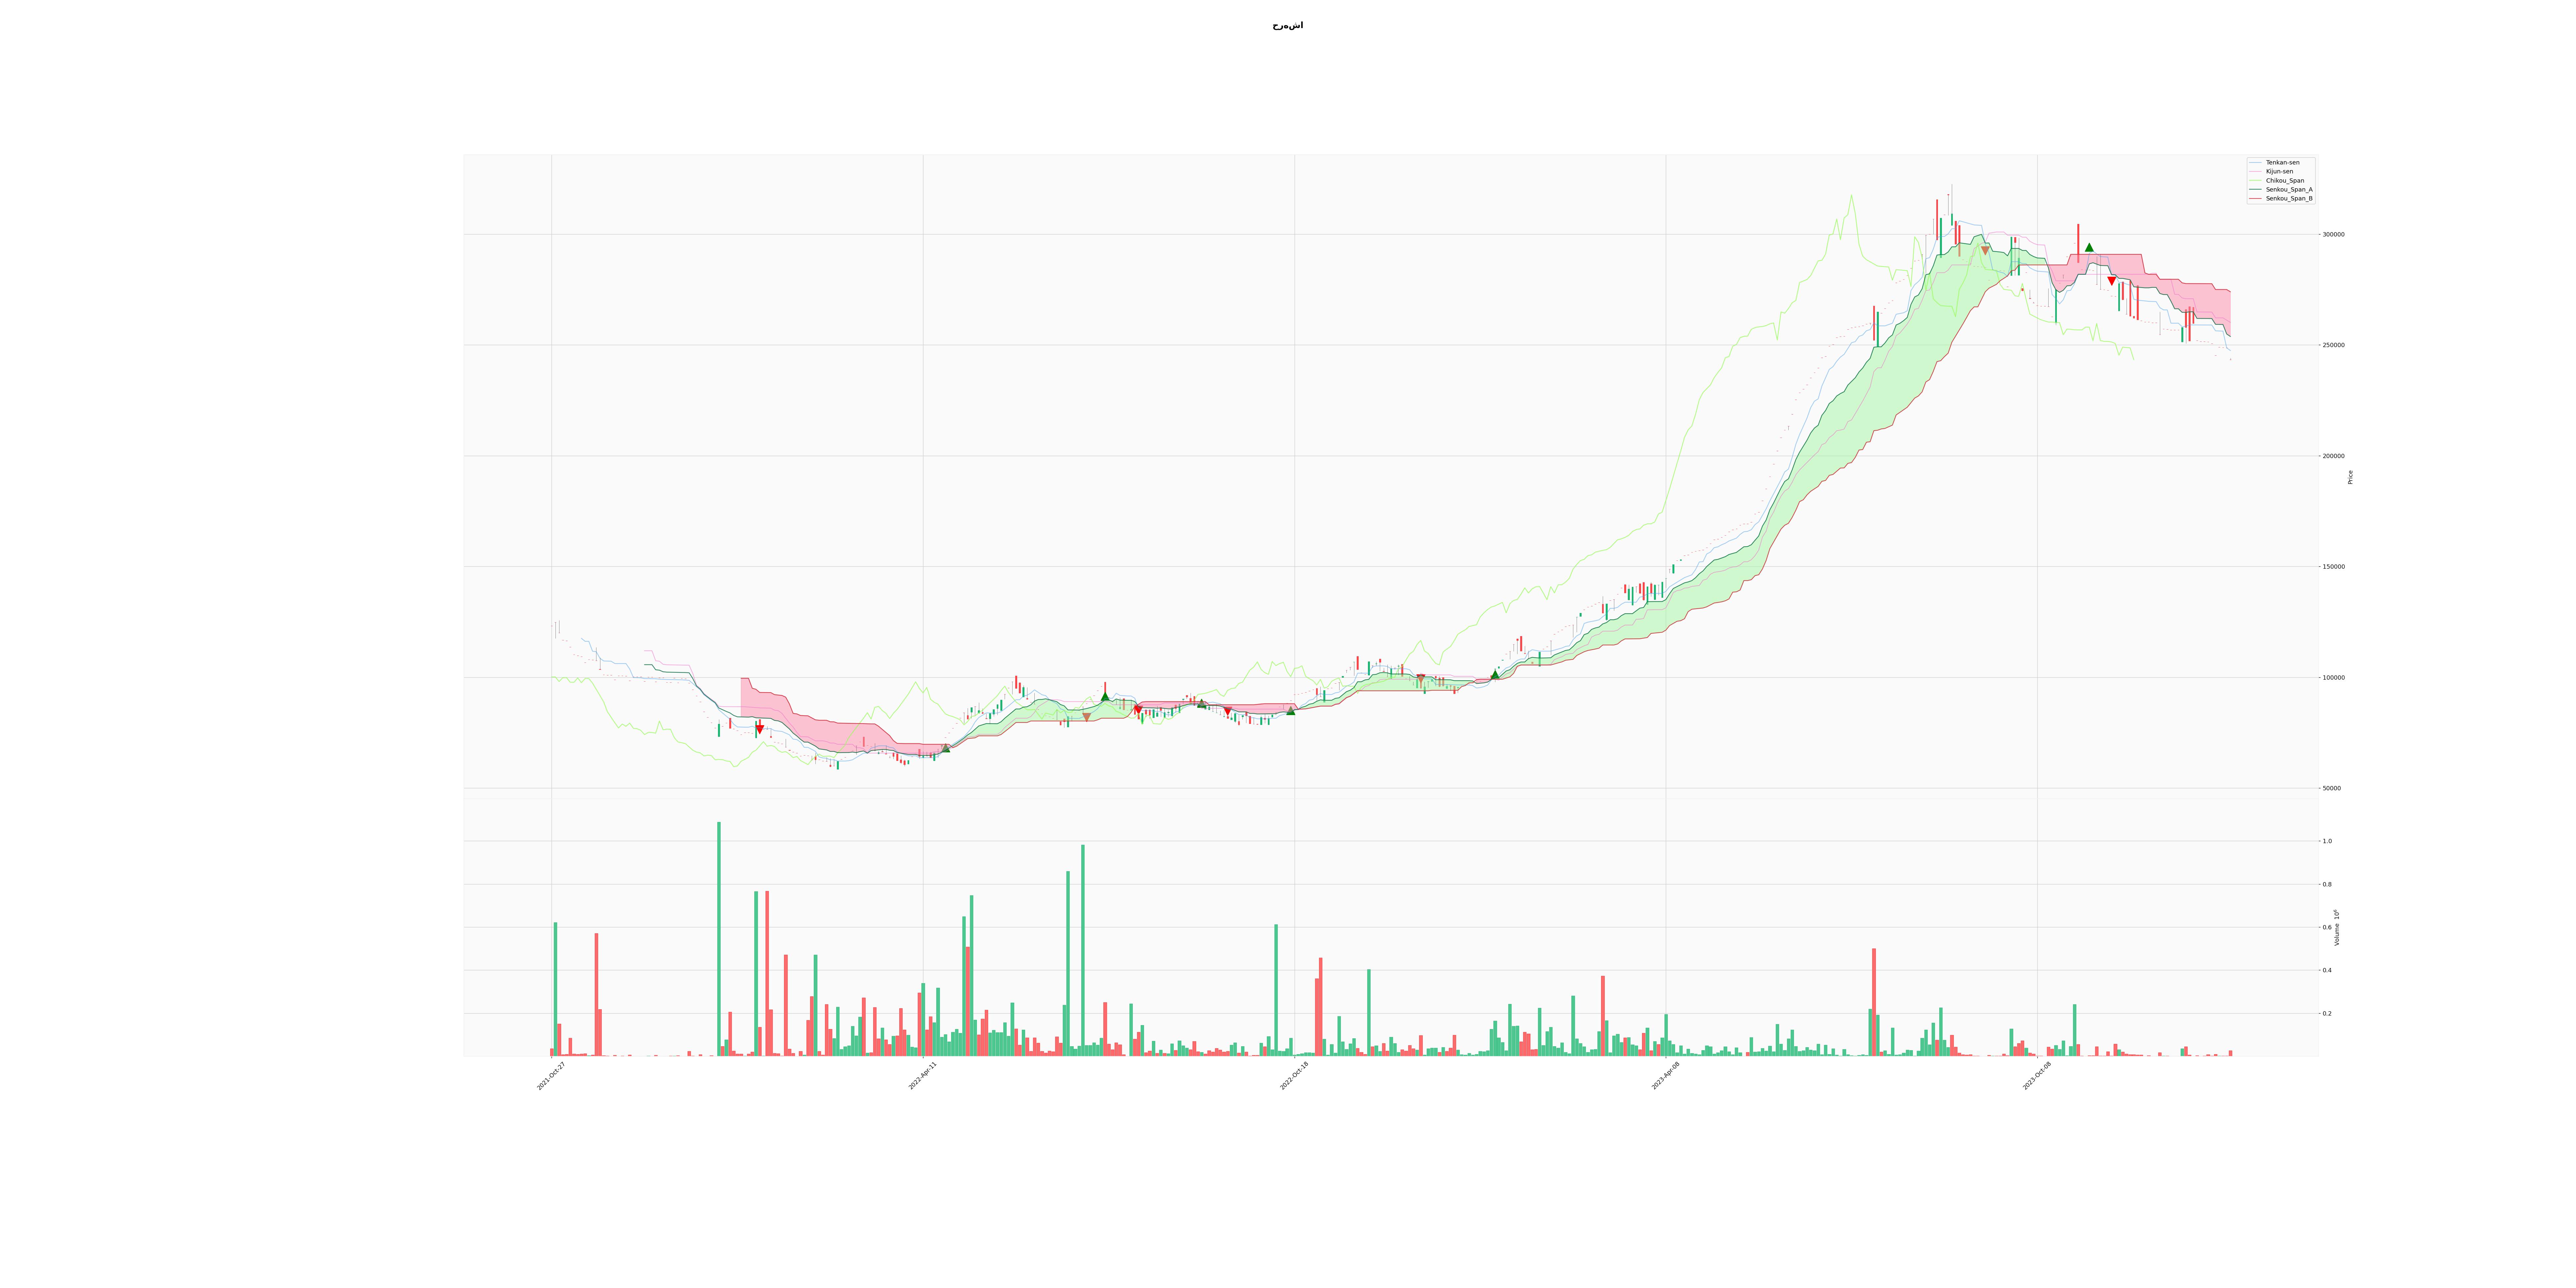 حرهشا
Tenkan-sen
Kijun-sen
Chikou_Span
Senkou_Span_A
Senkou_Span_B
300000
250000
200000
150000
100000
50000
Price
1.0
0.8
0.6
0.4
0.2
Volume 10⁶
2021-Oct-27
2022-Apr-11
2022-Oct-18
2023-Apr-08
2023-Oct-08